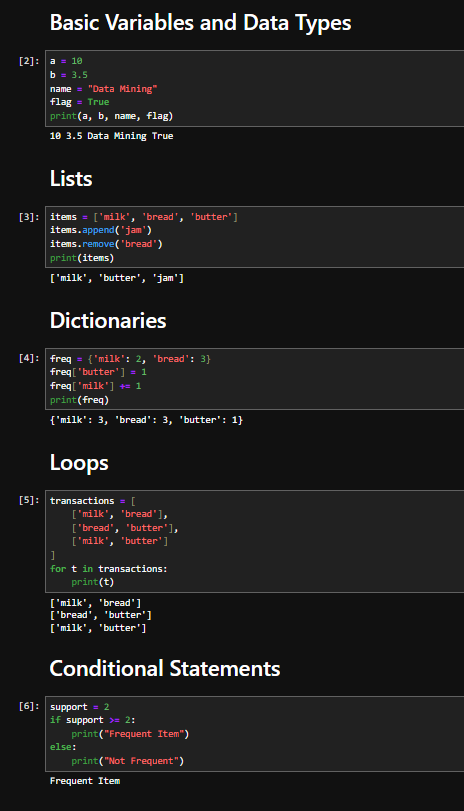 Basic Variables and Data Types
[2]: a = 10
b = 3.5
name = "Data Mining"
flag = True
print(a, b, name, flag)
10 3.5 Data Mining True
Lists
[3]: items = ['milk', 'bread', 'butter']
items.append('jam')
items.remove('bread')
print(items)
['milk', 'butter', 'jam']
Dictionaries
[4]: freq = {'milk': 2, 'bread': 3}
freq['butter'] = 1
freq['milk'] += 1
print(freq)
{'milk': 3, 'bread': 3, 'butter': 1}
Loops
[5]: transactions = [
    ['milk', 'bread'],
    ['bread', 'butter'],
    ['milk', 'butter']
]
for t in transactions:
    print(t)
['milk', 'bread']
['bread', 'butter']
['milk', 'butter']
Conditional Statements
[6]: support = 2
if support >= 2:
    print("Frequent Item")
else:
    print("Not Frequent")
Frequent Item